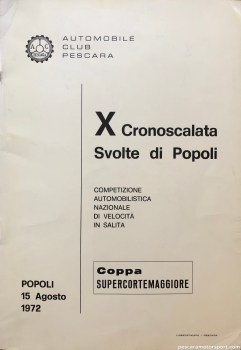 AUTOMOBILE
CLUB
PESCARA
X Cronoscalata
Svolte di Popoli
COMPETIZIONE
AUTOMOBILISTICA
NAZIONALE
DI VELOCITÀ
IN SALITA
Coppa
SUPERCORTEMAGGIORE
POPOLI
15 Agosto
1972